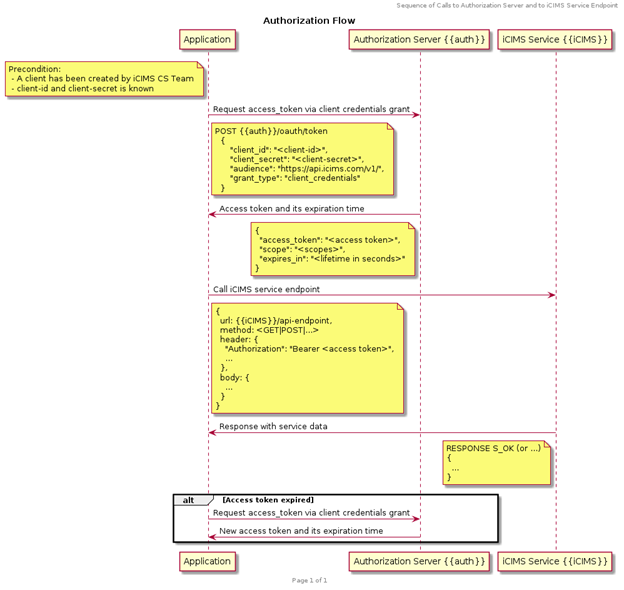 Sequence of Calls to Authorization Server and to iCIMS Service Endpoint
Authorization Flow
Application
Authorization Server {{auth}}
iCIMS Service {{iCIMS}}
Precondition:
- A client has been created by iCIMS CS Team
- client-id and client-secret is known
Request access_token via client credentials grant
POST {{auth}}/oauth/token
{
"client_id": "<client-id>",
"client_secret": "<client-secret>",
"audience": "https://api.icims.com/v1/",
"grant_type": "client_credentials"
}
Access token and its expiration time
{
"access_token": "<access token>",
"scope": "<scopes>",
"expires_in": "<lifetime in seconds>"
}
Call iCIMS service endpoint
{
url: {{iCIMS}}/api-endpoint,
method: <GET|POST|...>
header: {
"Authorization": "Bearer <access token>",
...
},
body: {
...
}
}
Response with service data
RESPONSE S_OK (or ...)
{
...
}
alt [Access token expired]
Request access_token via client credentials grant
New access token and its expiration time
Application
Authorization Server {{auth}}
iCIMS Service {{iCIMS}}
Page 1 of 1